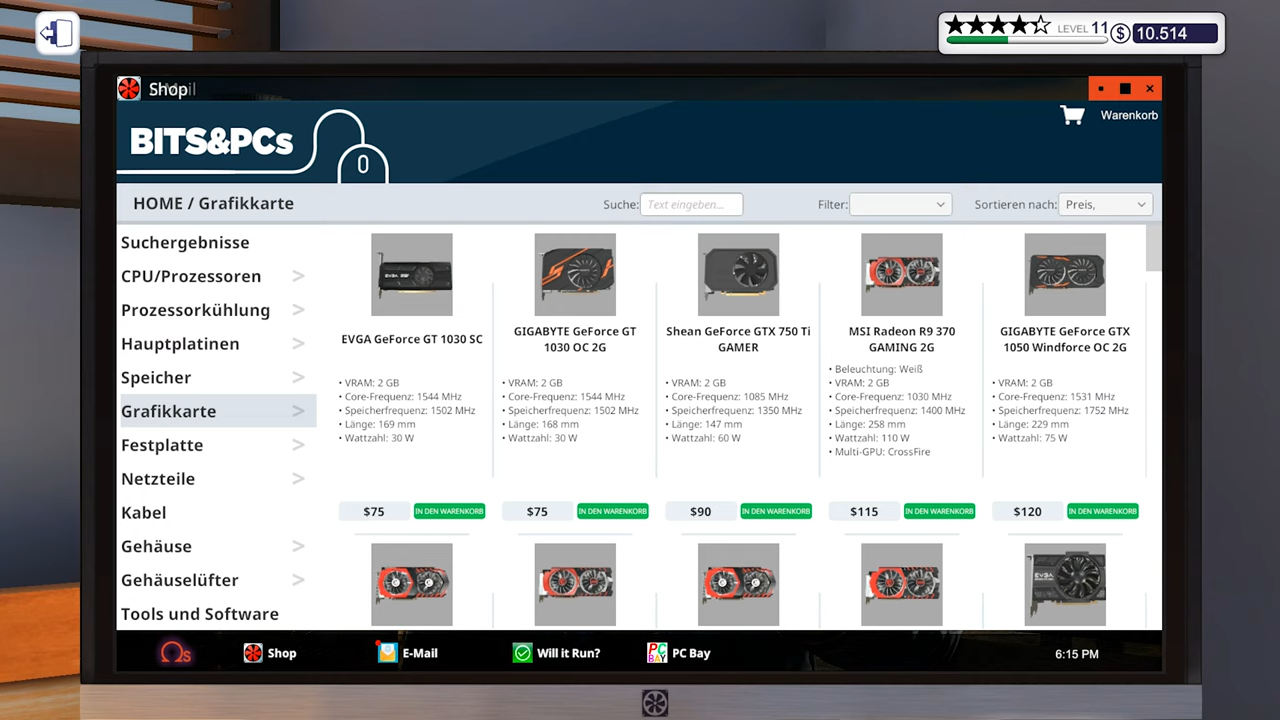 LEVEL 11
$ 10.514
Shop
Warenkorb
BITS&PCs
HOME / Grafikkarte
Suche: Text eingeben...
Filter:
Sortieren nach: Preis,
Suchergebnisse
CPU/Prozessoren >
Prozessorkühlung >
Hauptplatinen >
Speicher >
Grafikkarte >
Festplatte >
Netzteile >
Kabel
Gehäuse >
Gehäuselüfter >
Tools und Software
EVGA GeForce GT 1030 SC
• VRAM: 2 GB
• Core-Frequenz: 1544 MHz
• Speicherfrequenz: 1502 MHz
• Länge: 169 mm
• Wattzahl: 30 W
$75 IN DEN WARENKORB
GIGABYTE GeForce GT
1030 OC 2G
• VRAM: 2 GB
• Core-Frequenz: 1544 MHz
• Speicherfrequenz: 1502 MHz
• Länge: 168 mm
• Wattzahl: 30 W
$75 IN DEN WARENKORB
Shean GeForce GTX 750 Ti
GAMER
• VRAM: 2 GB
• Core-Frequenz: 1085 MHz
• Speicherfrequenz: 1350 MHz
• Länge: 147 mm
• Wattzahl: 60 W
$90 IN DEN WARENKORB
MSI Radeon R9 370
GAMING 2G
• Beleuchtung: Weiß
• VRAM: 2 GB
• Core-Frequenz: 1030 MHz
• Speicherfrequenz: 1400 MHz
• Länge: 258 mm
• Wattzahl: 110 W
• Multi-GPU: CrossFire
$115 IN DEN WARENKORB
GIGABYTE GeForce GTX
1050 Windforce OC 2G
• VRAM: 2 GB
• Core-Frequenz: 1531 MHz
• Speicherfrequenz: 1752 MHz
• Länge: 229 mm
• Wattzahl: 75 W
$120 IN DEN WARENKORB
EVGA
Ωs
Shop
E-Mail
Will it Run?
PC BAY
PC Bay
6:15 PM